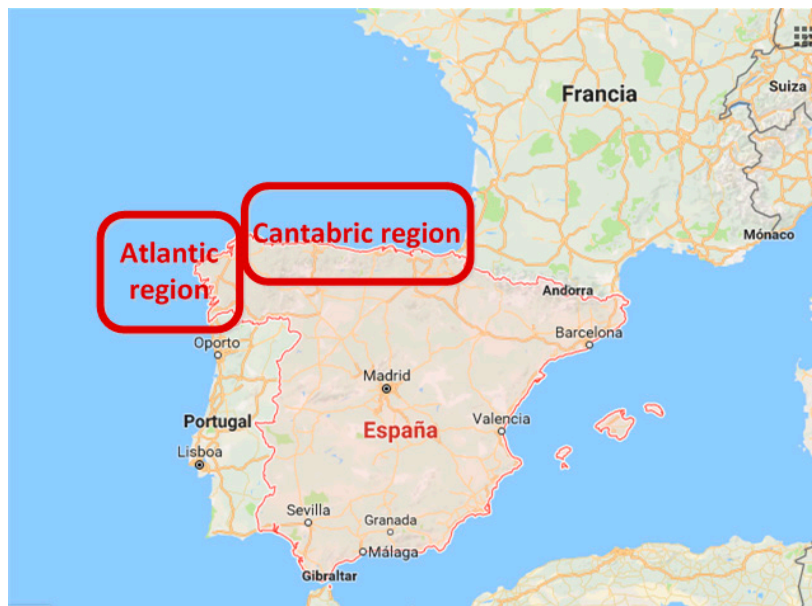 Francia
Suiza
Mónaco
Cantabric region
Atlantic
region
Andorra
Barcelona
Oporto
Madrid
Portugal
España
Valencia
Lisboa
Sevilla
Granada
Málaga
Gibraltar